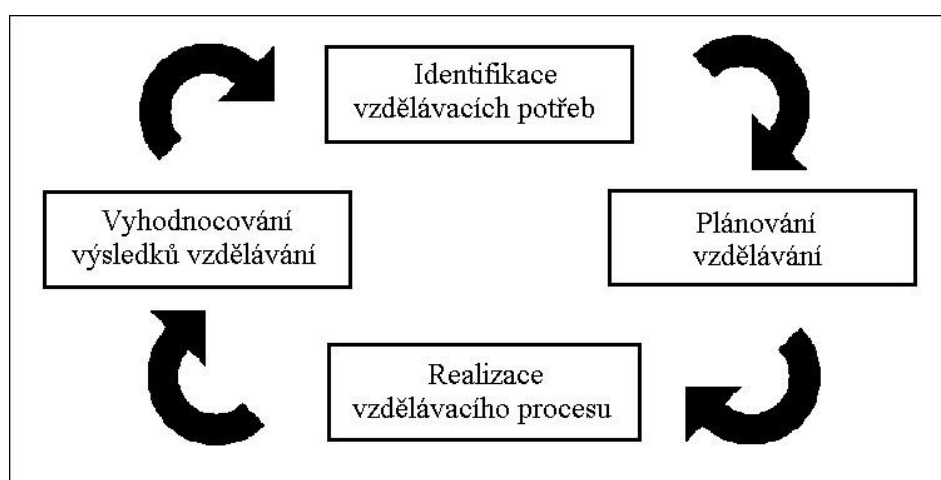 Identifikace
vzdělávacích potřeb
Plánování
vzdělávání
Realizace
vzdělávacího procesu
Vyhodnocování
výsledků vzdělávání